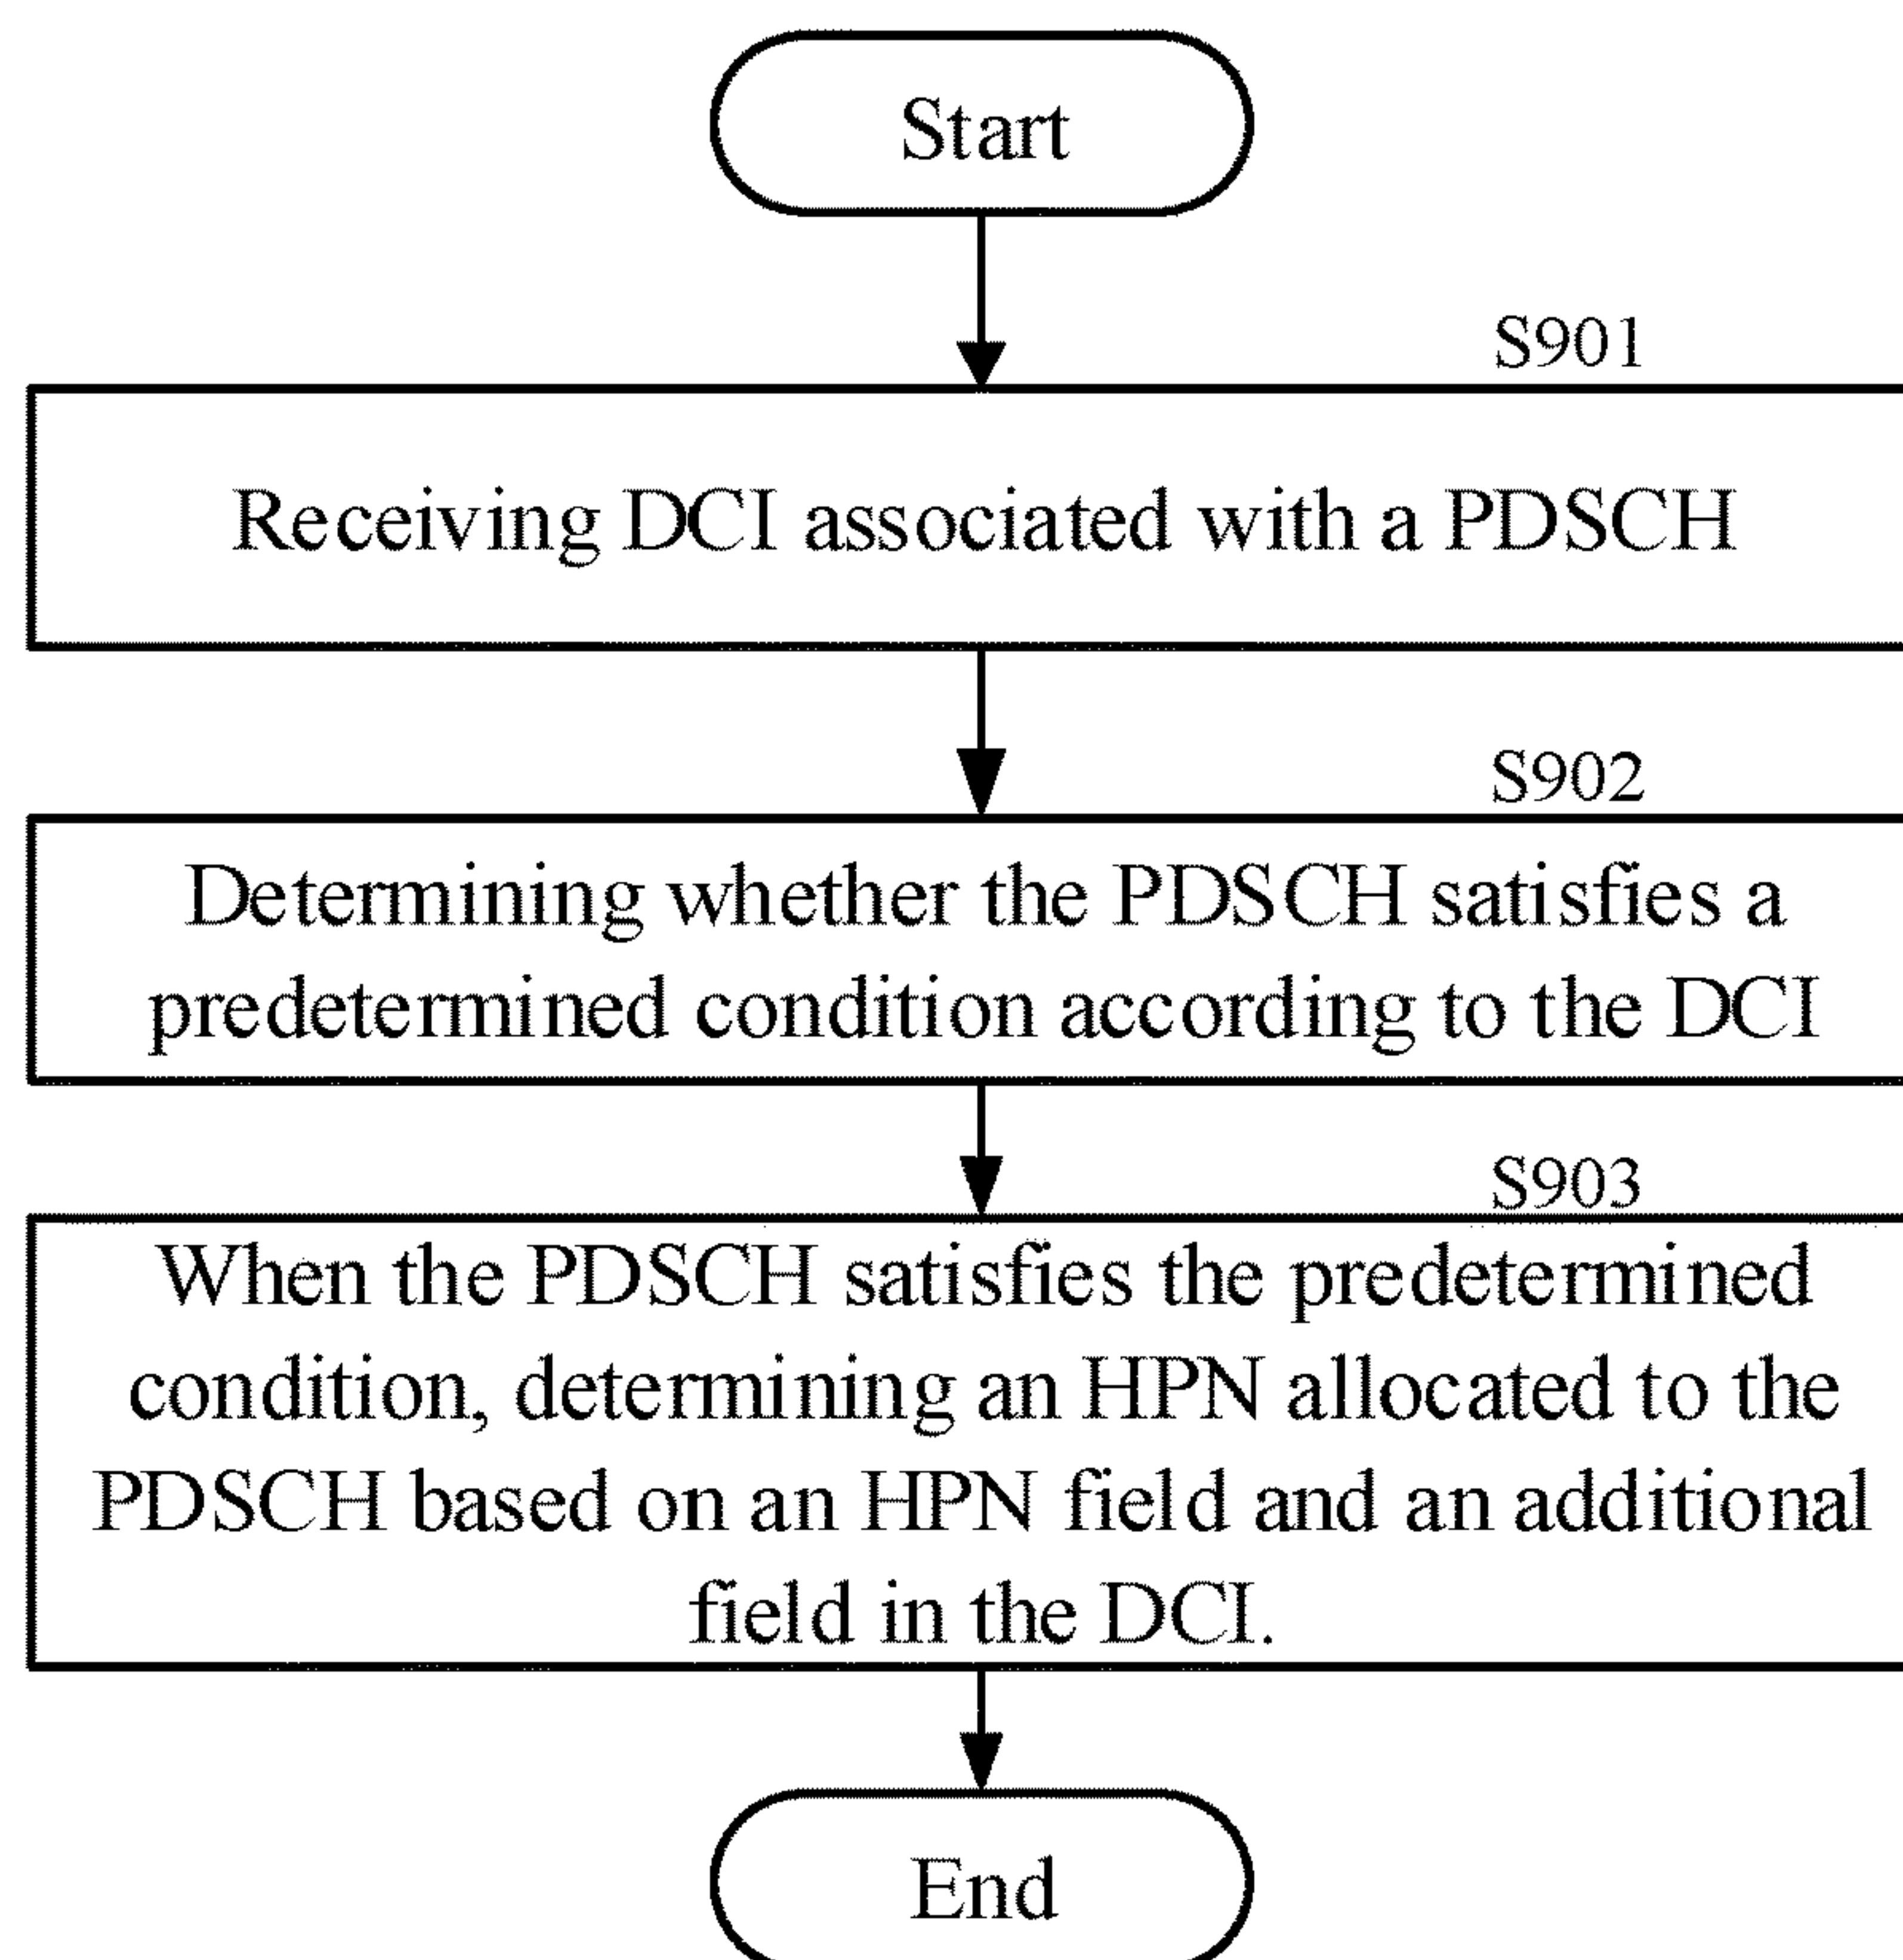 Start
S901
Receiving DCI associated with a PDSCH
S902
Determining whether the PDSCH satisfies a
predetermined condition according to the DCI
S903
When the PDSCH satisfies the predetermined
condition, determining an HPN allocated to the
PDSCH based on an HPN field and an additional
field in the DCI.
End